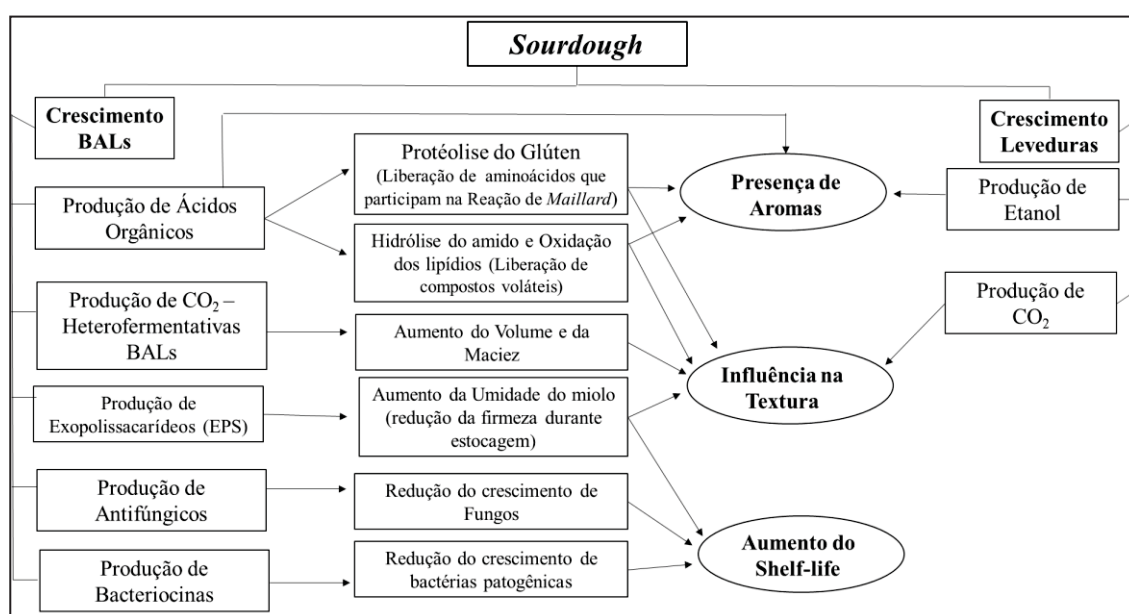 Sourdough
Crescimento
BALs
Crescimento
Leveduras
Produção de Ácidos
Orgânicos
Protéolise do Glúten
(Liberação de aminoácidos que
participam na Reação de Maillard)
Hidrólise do amido e Oxidação
dos lipídios (Liberação de
compostos voláteis)
Presença de
Aromas
Produção de
Etanol
Produção de CO₂ –
Heterofermentativas
BALs
Aumento do Volume e da
Maciez
Influência na
Textura
Produção de
CO₂
Produção de
Exopolissacarídeos (EPS)
Aumento da Umidade do miolo
(redução da firmeza durante
estocagem)
Produção de
Antifúngicos
Redução do crescimento de
Fungos
Aumento do
Shelf-life
Produção de
Bacteriocinas
Redução do crescimento de
bactérias patogênicas